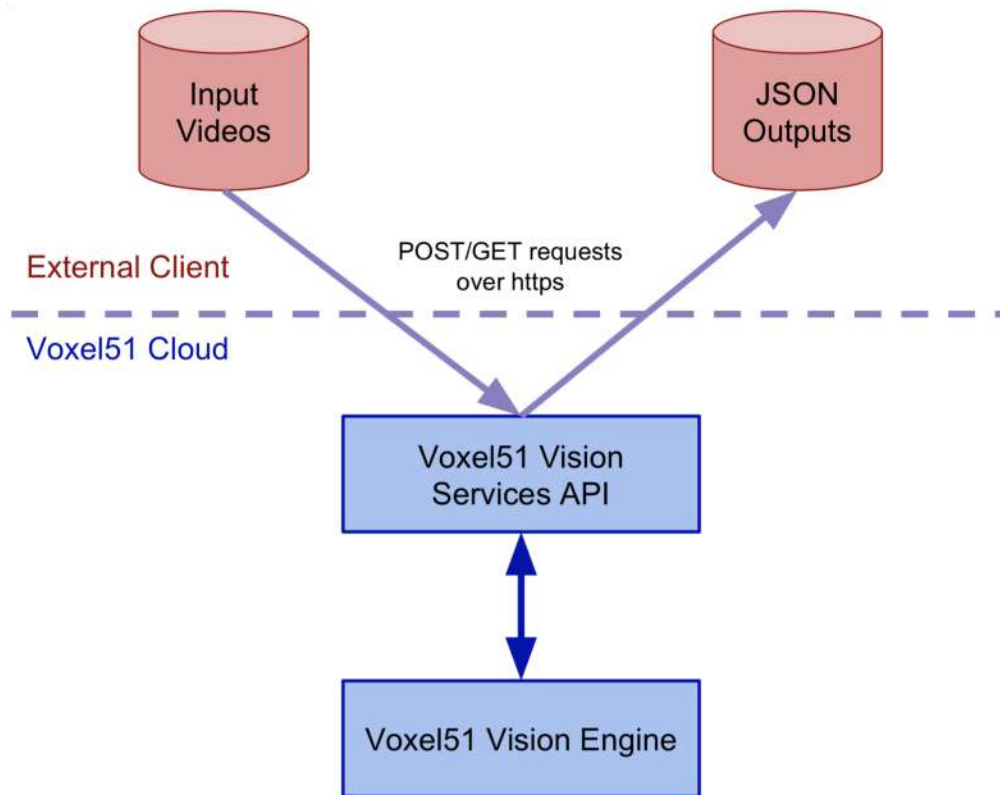 Input
Videos
JSON
Outputs
POST/GET requests
over https
External Client
Voxel51 Cloud
Voxel51 Vision
Services API
Voxel51 Vision Engine